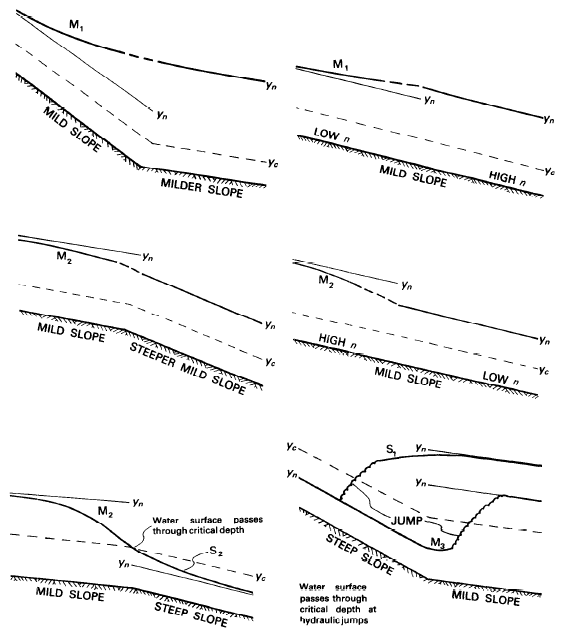 M1
yn
yn
yc
MILD SLOPE
MILDER SLOPE
M1
yn
yn
yc
LOW n
MILD SLOPE
HIGH n
M2
yn
yn
yc
MILD SLOPE
STEEPER MILD SLOPE
M2
yn
yn
yc
HIGH n
MILD SLOPE
LOW n
M2
yn
Water surface passes
through critical depth
S2
yn
yc
MILD SLOPE
STEEP SLOPE
yc
yn
S1
yn
yn
JUMP
M3
STEEP SLOPE
MILD SLOPE
Water surface
passes through
critical depth at
hydraulic jumps